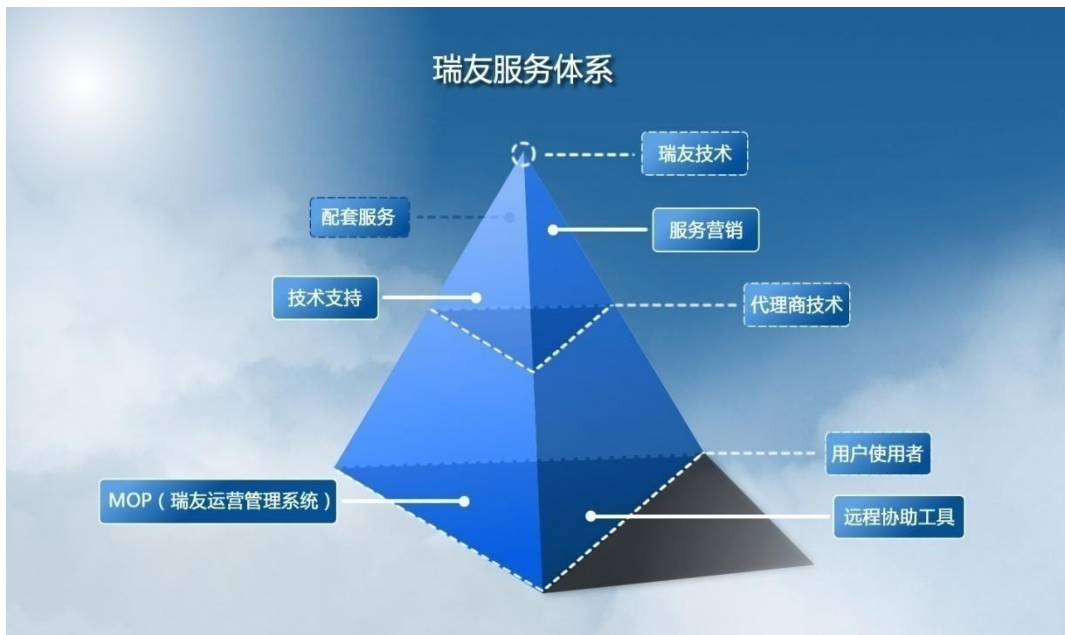 瑞友服务体系
瑞友技术
配套服务
服务营销
技术支持
代理商技术
用户使用者
MOP（瑞友运营管理系统）
远程协助工具